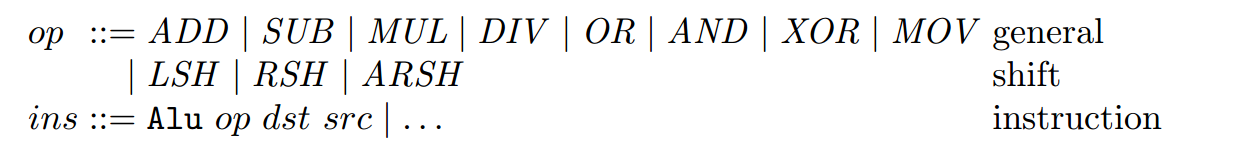 op ::= ADD | SUB | MUL | DIV | OR | AND | XOR | MOV general
| LSH | RSH | ARSH shift
ins ::= Alu op dst src | ... instruction